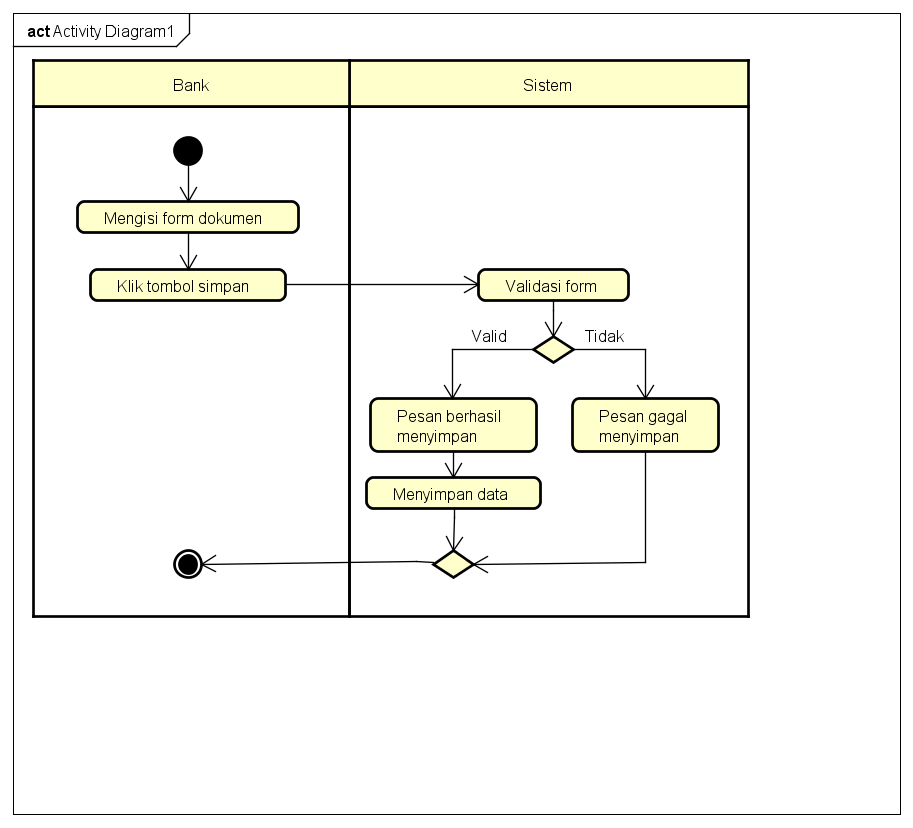 act Activity Diagram1
Bank
Sistem
Mengisi form dokumen
Klik tombol simpan
Validasi form
Valid
Tidak
Pesan berhasil
menyimpan
Pesan gagal
menyimpan
Menyimpan data